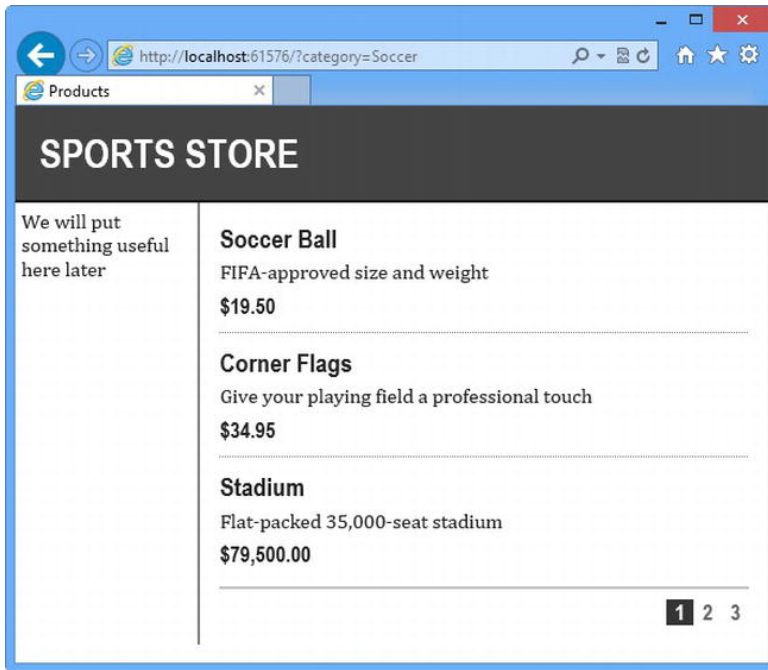 http://localhost:61576/?category=Soccer
Products
SPORTS STORE
We will put
something useful
here later
Soccer Ball
FIFA-approved size and weight
$19.50
Corner Flags
Give your playing field a professional touch
$34.95
Stadium
Flat-packed 35,000-seat stadium
$79,500.00
1 2 3